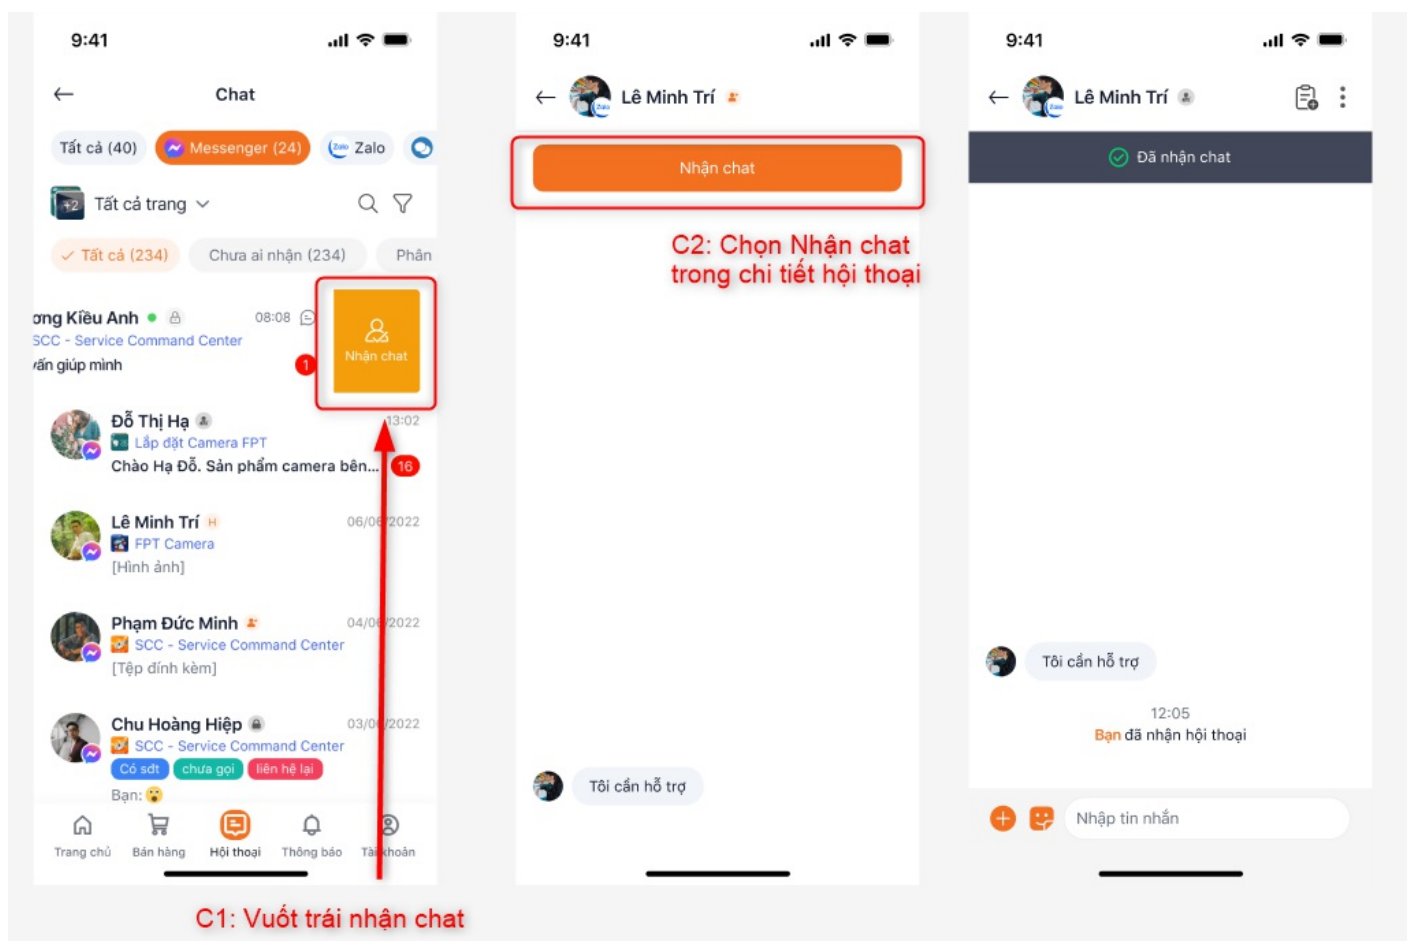 9:41
Chat
Tất cả (40)
Messenger (24)
Zalo
Zalo
+2
Tất cả trang
Tất cả (234)
Chưa ai nhận (234)
Phân
ơng Kiều Anh
08:08
SCC - Service Command Center
vấn giúp mình
1
Nhận chat
Đỗ Thị Hạ
13:02
Lắp đặt Camera FPT
Chào Hạ Đỗ. Sản phẩm camera bên...
16
Lê Minh Trí H
06/06/2022
FPT Camera
[Hình ảnh]
Phạm Đức Minh
04/06/2022
SCC - Service Command Center
[Tệp đính kèm]
Chu Hoàng Hiệp
03/06/2022
SCC - Service Command Center
Có sdt
chưa gọi
liên hệ lại
Bạn:
Trang chủ
Bán hàng
Hội thoại
Thông báo
Tài khoản
C1: Vuốt trái nhận chat
9:41
Zalo
Lê Minh Trí
Nhận chat
C2: Chọn Nhận chat
trong chi tiết hội thoại
Tôi cần hỗ trợ
9:41
Zalo
Lê Minh Trí
Đã nhận chat
Tôi cần hỗ trợ
12:05
Bạn đã nhận hội thoại
Nhập tin nhắn